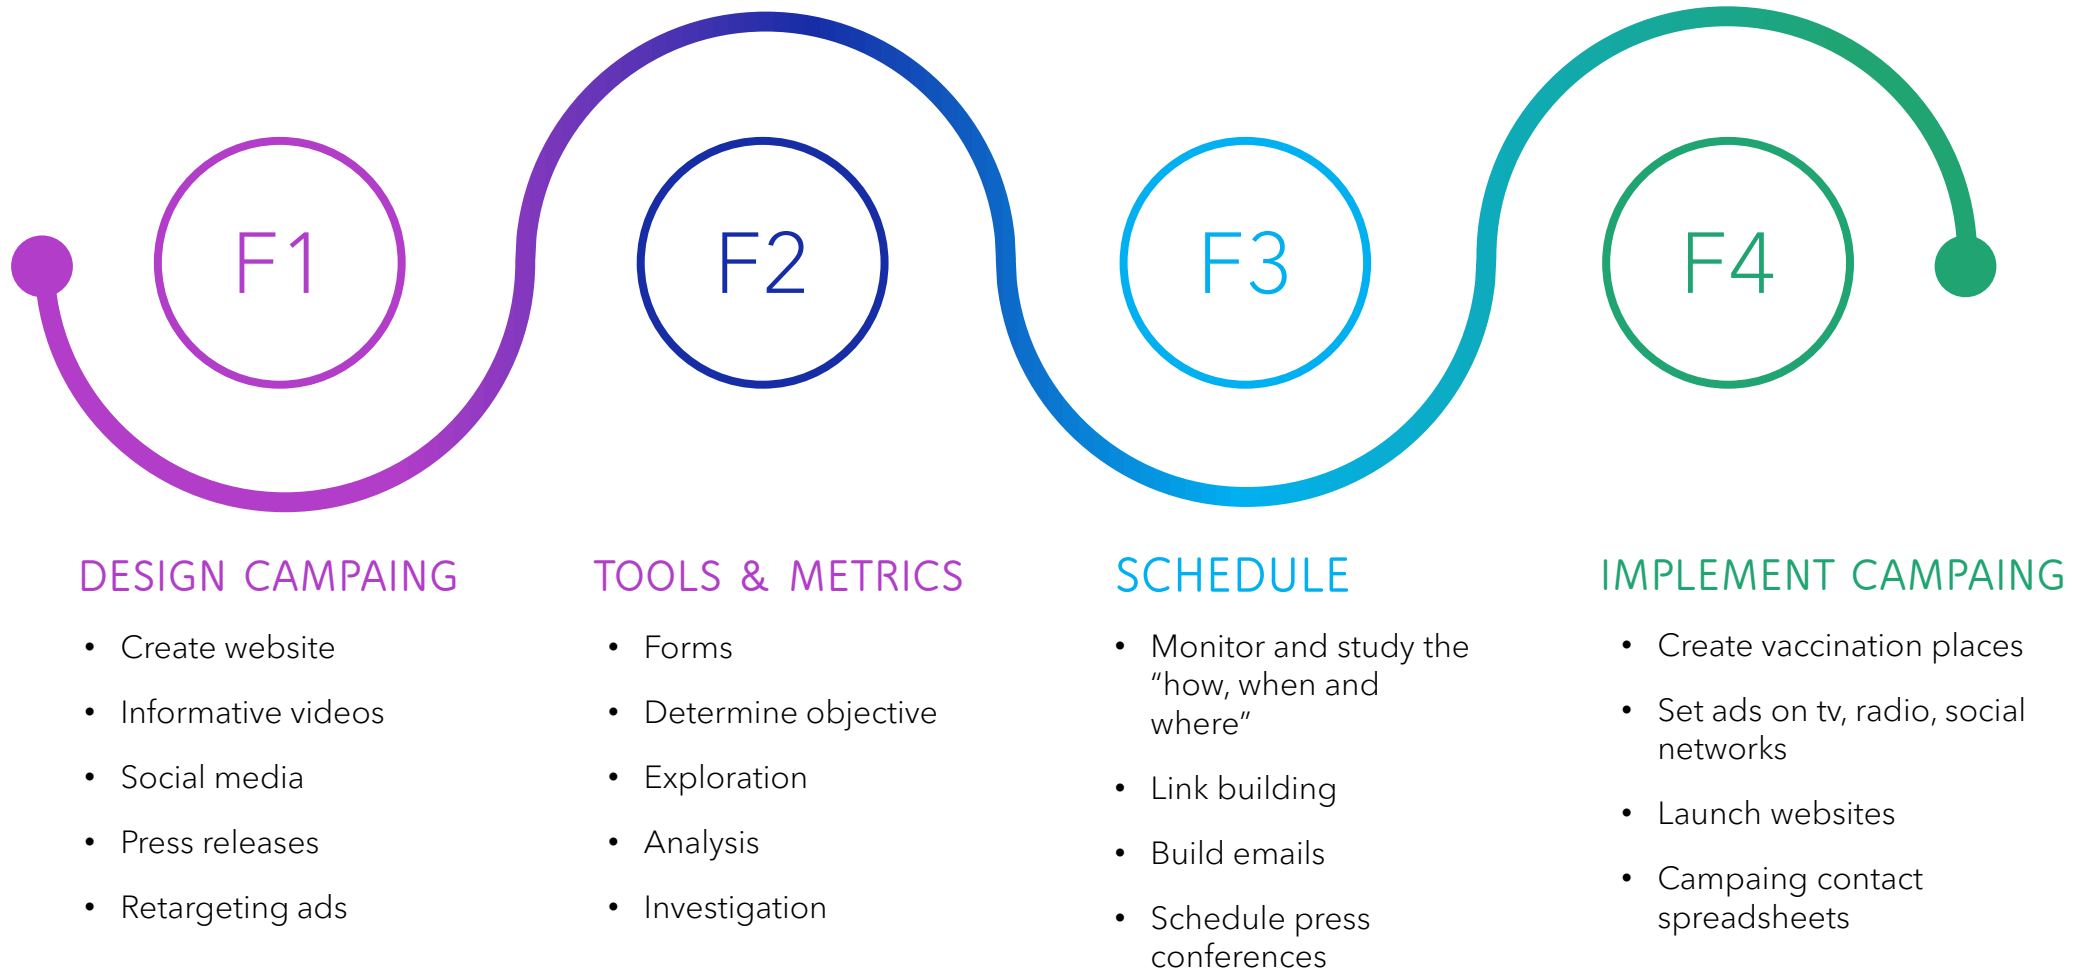 F1
F2
F3
F4
DESIGN CAMPAING
• Create website
• Informative videos
• Social media
• Press releases
• Retargeting ads
TOOLS & METRICS
• Forms
• Determine objective
• Exploration
• Analysis
• Investigation
SCHEDULE
• Monitor and study the
“how, when and
where”
• Link building
• Build emails
• Schedule press
conferences
IMPLEMENT CAMPAING
• Create vaccination places
• Set ads on tv, radio, social
networks
• Launch websites
• Campaing contact
spreadsheets